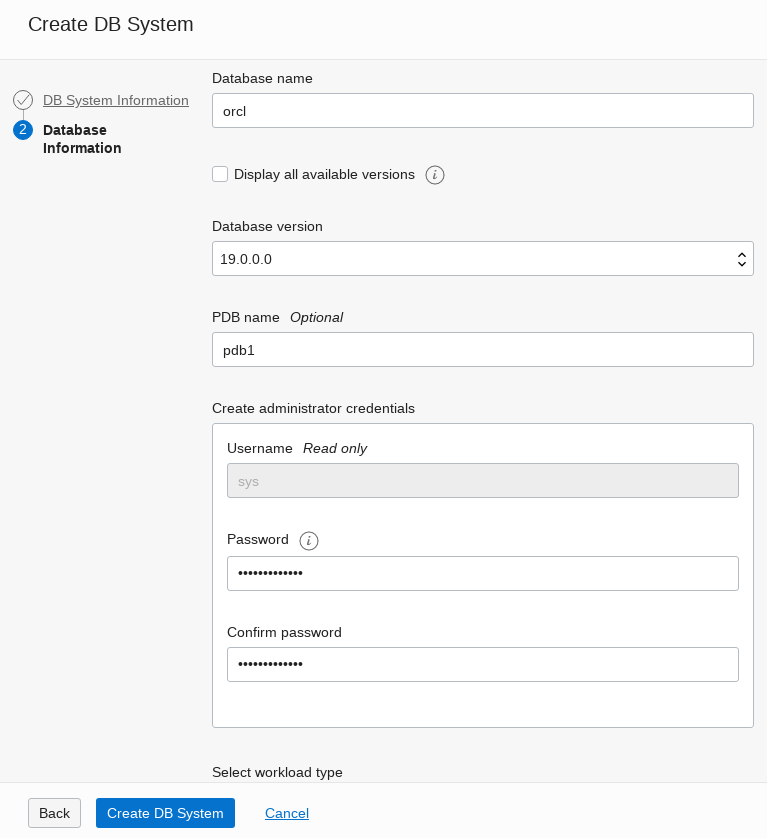 Create DB System
DB System Information
2
Database
Information
Database name
orcl
Display all available versions
Database version
19.0.0.0
PDB name Optional
pdb1
Create administrator credentials
Username Read only
sys
Password
•••••••••••••
Confirm password
•••••••••••••
Select workload type
Back
Create DB System
Cancel